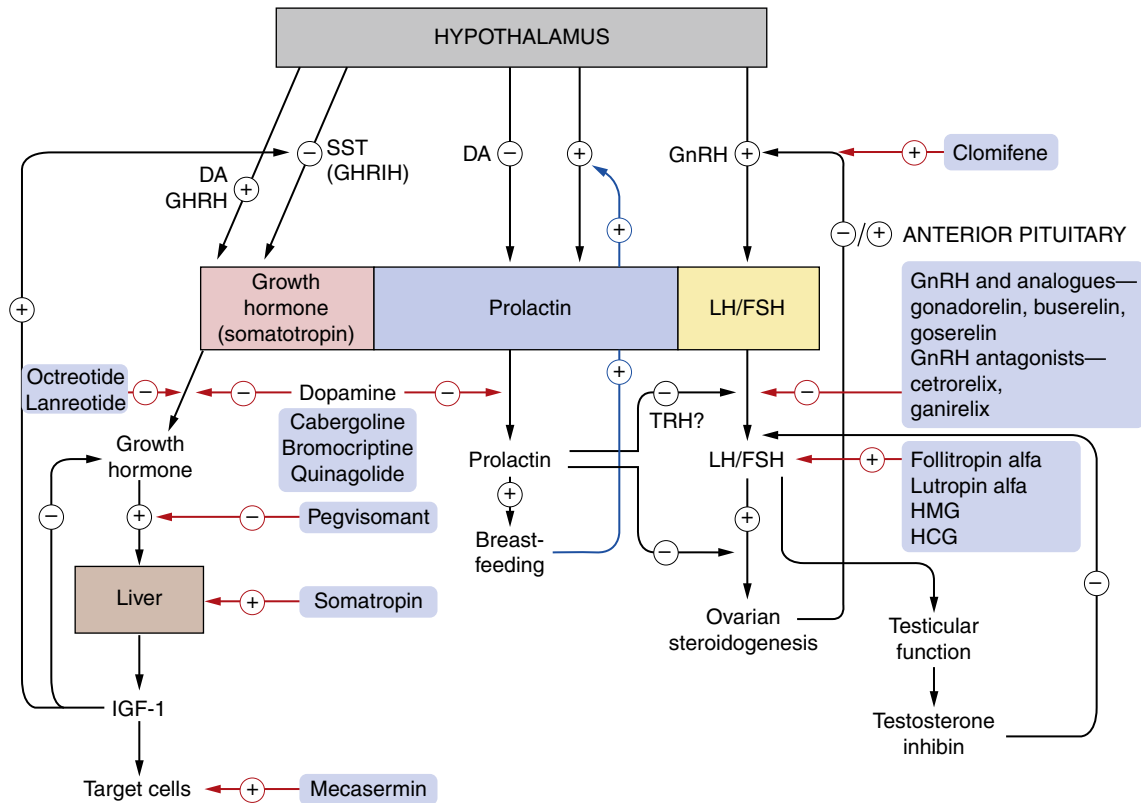 HYPOTHALAMUS
DA
GHRH
+
−
SST
(GHRIH)
DA
−
+
GnRH
+
+
Clomifene
+
−/+
ANTERIOR PITUITARY
+
Growth
hormone
(somatotropin)
Prolactin
LH/FSH
GnRH and analogues—
gonadorelin, buserelin,
goserelin
GnRH antagonists—
cetrorelix,
ganirelix
Octreotide
Lanreotide
−
−
Dopamine
−
+
−
TRH?
−
Cabergoline
Bromocriptine
Quinagolide
Growth
hormone
Prolactin
LH/FSH
+
Follitropin alfa
Lutropin alfa
HMG
HCG
−
+
−
Pegvisomant
+
+
Breast-
feeding
−
−
Liver
+
Somatropin
Ovarian
steroidogenesis
Testicular
function
IGF-1
Testosterone
inhibin
Target cells
+
Mecasermin